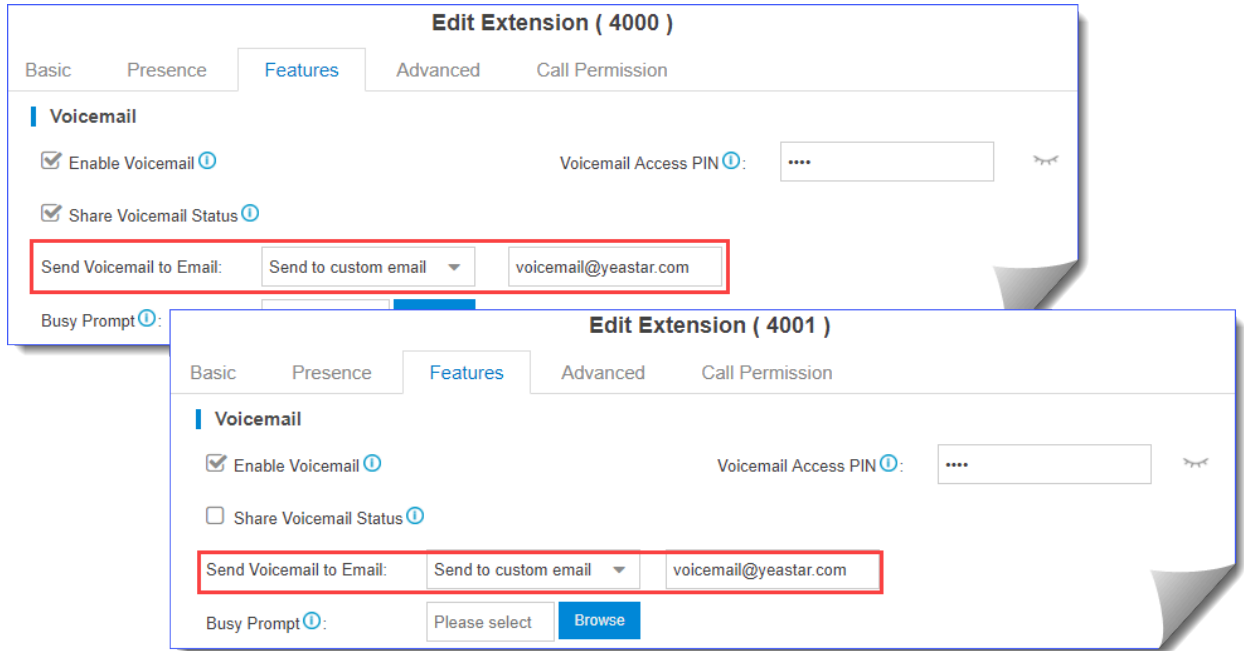 Edit Extension ( 4000 )
Basic Presence Features Advanced Call Permission
Voicemail
Enable Voicemail Voicemail Access PIN : ••••
Share Voicemail Status
Send Voicemail to Email: Send to custom email voicemail@yeastar.com
Busy Prompt :
Edit Extension ( 4001 )
Basic Presence Features Advanced Call Permission
Voicemail
Enable Voicemail Voicemail Access PIN : ••••
Share Voicemail Status
Send Voicemail to Email: Send to custom email voicemail@yeastar.com
Busy Prompt : Please select Browse